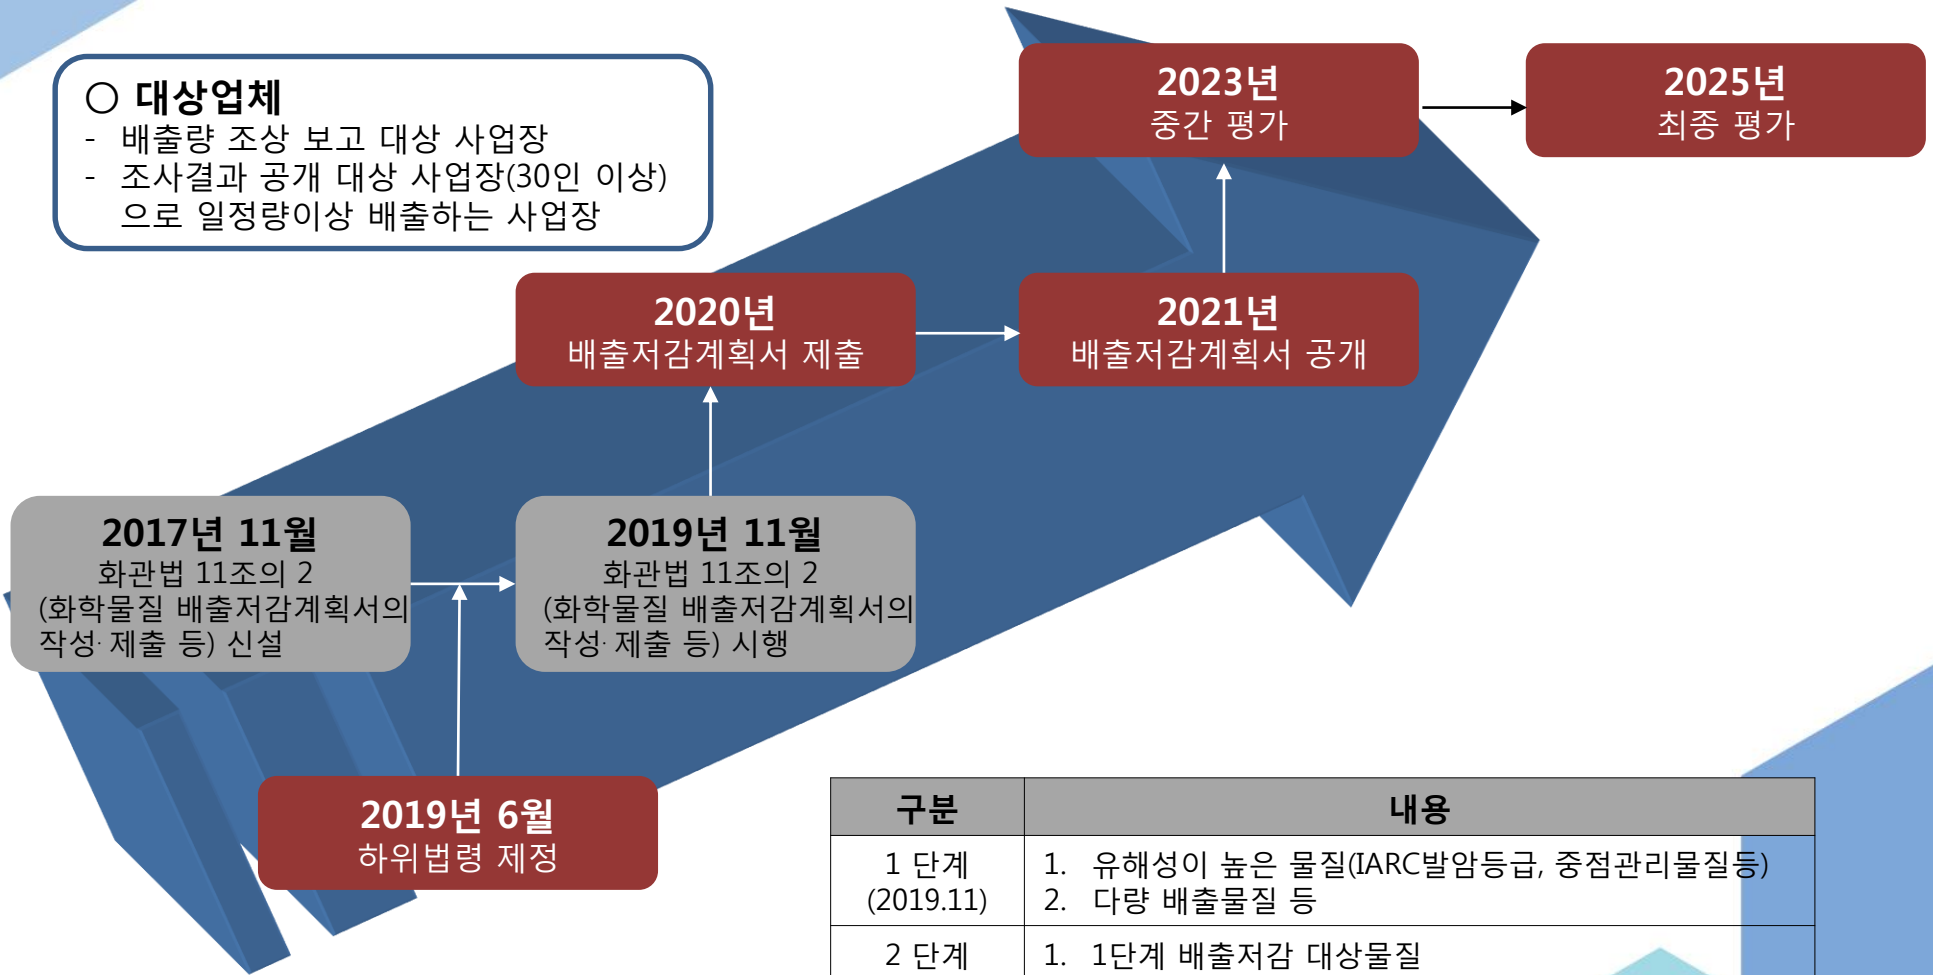 ○ 대상업체
- 배출량 조상 보고 대상 사업장
- 조사결과 공개 대상 사업장(30인 이상)
으로 일정량이상 배출하는 사업장
2023년
중간 평가
2025년
최종 평가
2020년
배출저감계획서 제출
2021년
배출저감계획서 공개
2017년 11월
화관법 11조의 2
(화학물질 배출저감계획서의
작성· 제출 등) 신설
2019년 11월
화관법 11조의 2
(화학물질 배출저감계획서의
작성· 제출 등) 시행
2019년 6월
하위법령 제정
구분 내용
1 단계
(2019.11)
1. 유해성이 높은 물질(IARC발암등급, 중점관리물질등)
2. 다량 배출물질 등
2 단계
1. 1단계 배출저감 대상물질